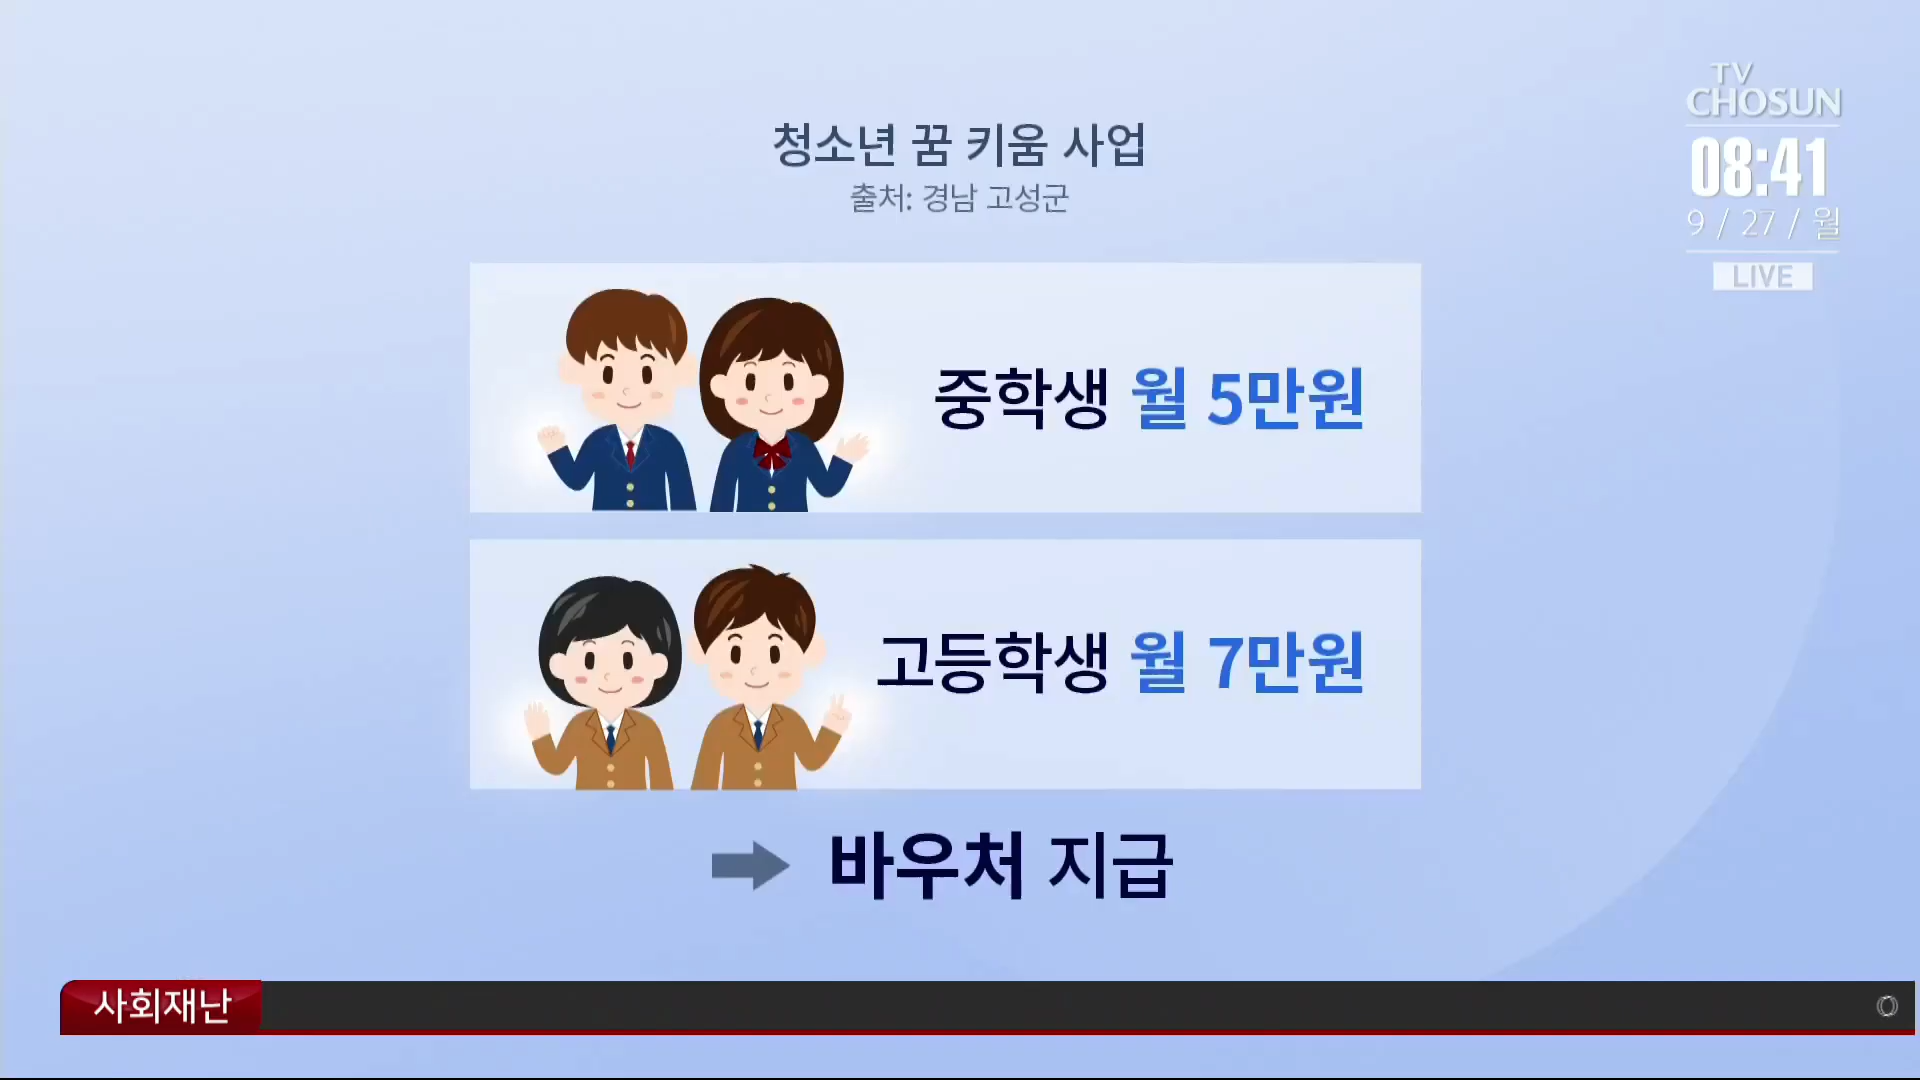 청소년 꿈 키움 사업
출처: 경남 고성군
TV
CHOSUN
08:41
9 / 27 / 월
LIVE
중학생 월 5만원
고등학생 월 7만원
바우처 지급
사회재난